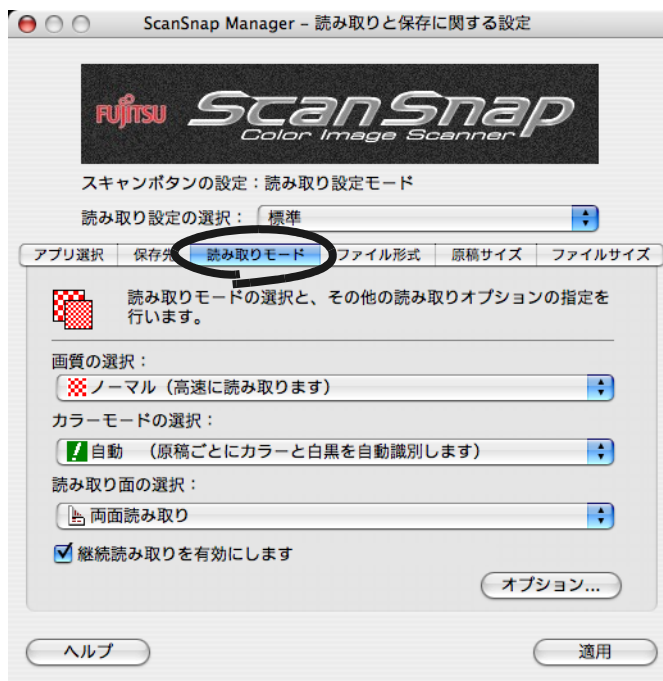 ScanSnap Manager – 読み取りと保存に関する設定
FUJITSU ScanSnap
Color Image Scanner
スキャンボタンの設定：読み取り設定モード
読み取り設定の選択： 標準
アプリ選択 保存先 読み取りモード ファイル形式 原稿サイズ ファイルサイズ
読み取りモードの選択と、その他の読み取りオプションの指定を
行います。
画質の選択：
ノーマル（高速に読み取ります）
カラーモードの選択：
自動 （原稿ごとにカラーと白黒を自動識別します）
読み取り面の選択：
両面読み取り
継続読み取りを有効にします
オプション...
ヘルプ 適用